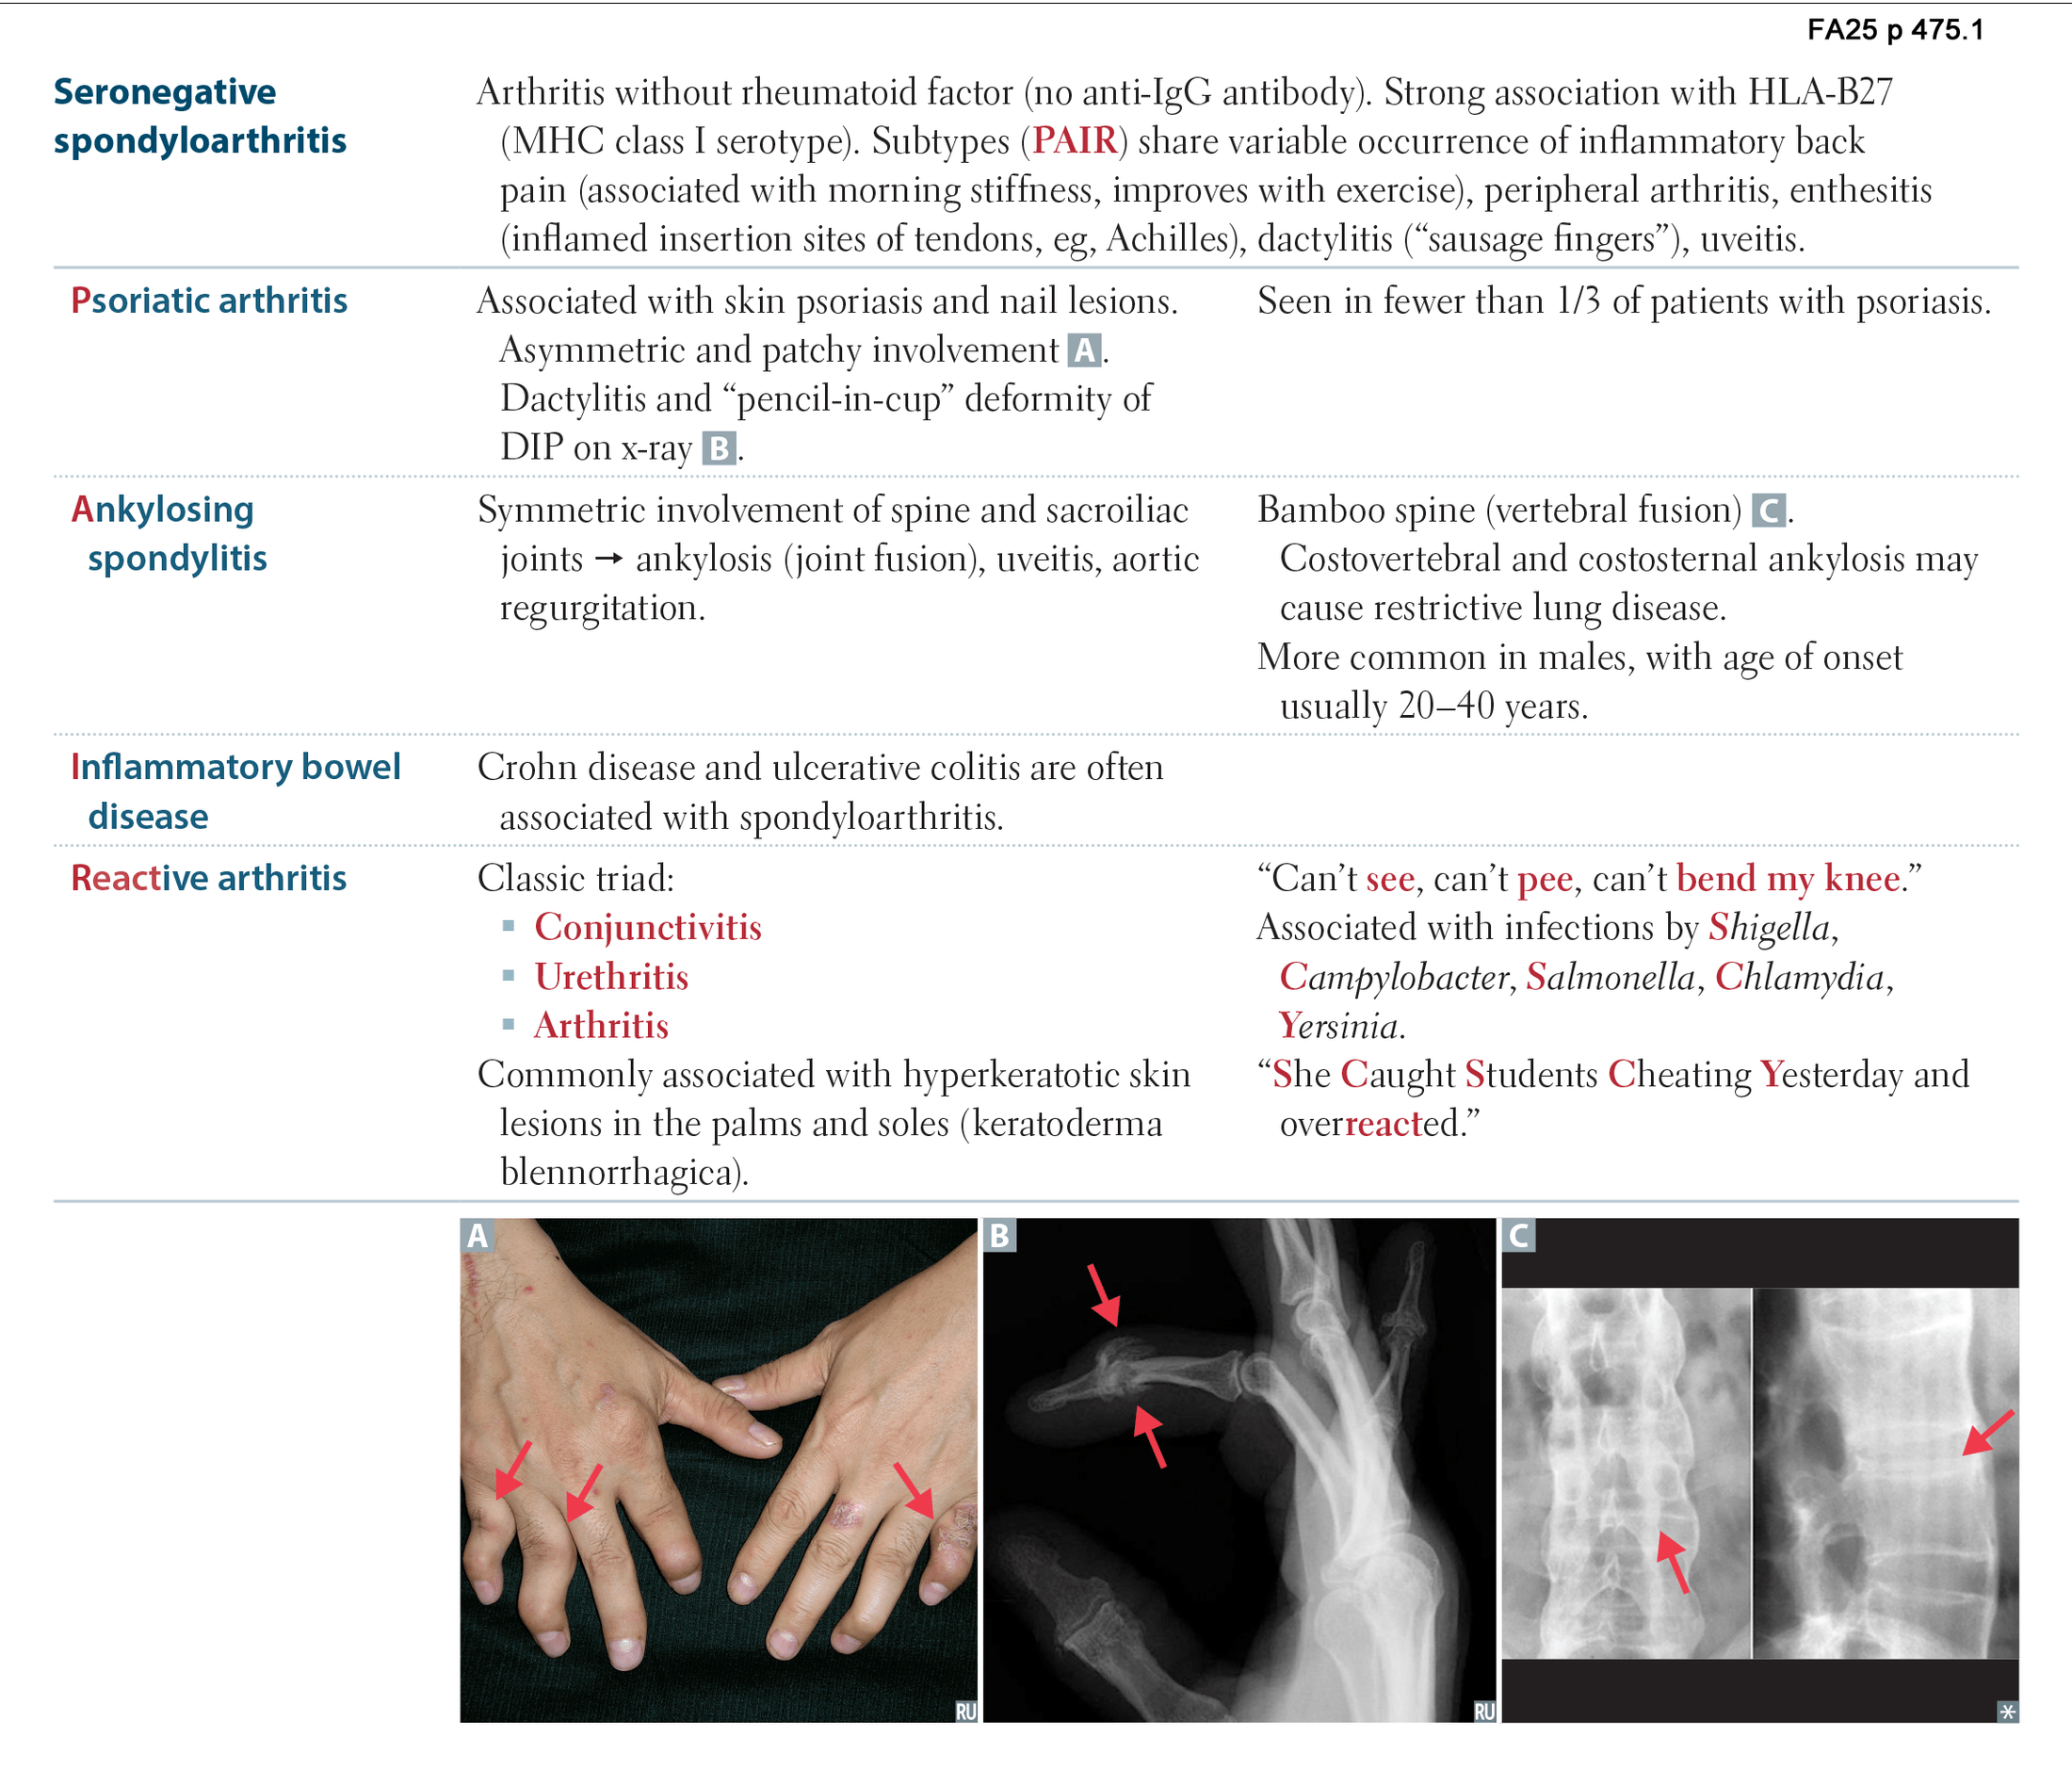 FA25 p 475.1
Seronegative
spondyloarthritis
Arthritis without rheumatoid factor (no anti-IgG antibody). Strong association with HLA-B27
(MHC class I serotype). Subtypes (PAIR) share variable occurrence of inflammatory back
pain (associated with morning stiffness, improves with exercise), peripheral arthritis, enthesitis
(inflamed insertion sites of tendons, eg, Achilles), dactylitis (“sausage fingers”), uveitis.
Psoriatic arthritis
Associated with skin psoriasis and nail lesions.
Asymmetric and patchy involvement A.
Dactylitis and “pencil-in-cup” deformity of
DIP on x-ray B.
Seen in fewer than 1/3 of patients with psoriasis.
Ankylosing
spondylitis
Symmetric involvement of spine and sacroiliac
joints → ankylosis (joint fusion), uveitis, aortic
regurgitation.
Bamboo spine (vertebral fusion) C.
Costovertebral and costosternal ankylosis may
cause restrictive lung disease.
More common in males, with age of onset
usually 20–40 years.
Inflammatory bowel
disease
Crohn disease and ulcerative colitis are often
associated with spondyloarthritis.
Reactive arthritis
Classic triad:
▪ Conjunctivitis
▪ Urethritis
▪ Arthritis
Commonly associated with hyperkeratotic skin
lesions in the palms and soles (keratoderma
blennorrhagica).
“Can’t see, can’t pee, can’t bend my knee.”
Associated with infections by Shigella,
Campylobacter, Salmonella, Chlamydia,
Yersinia.
“She Caught Students Cheating Yesterday and
overreacted.”
A
B
C
RU
RU
*